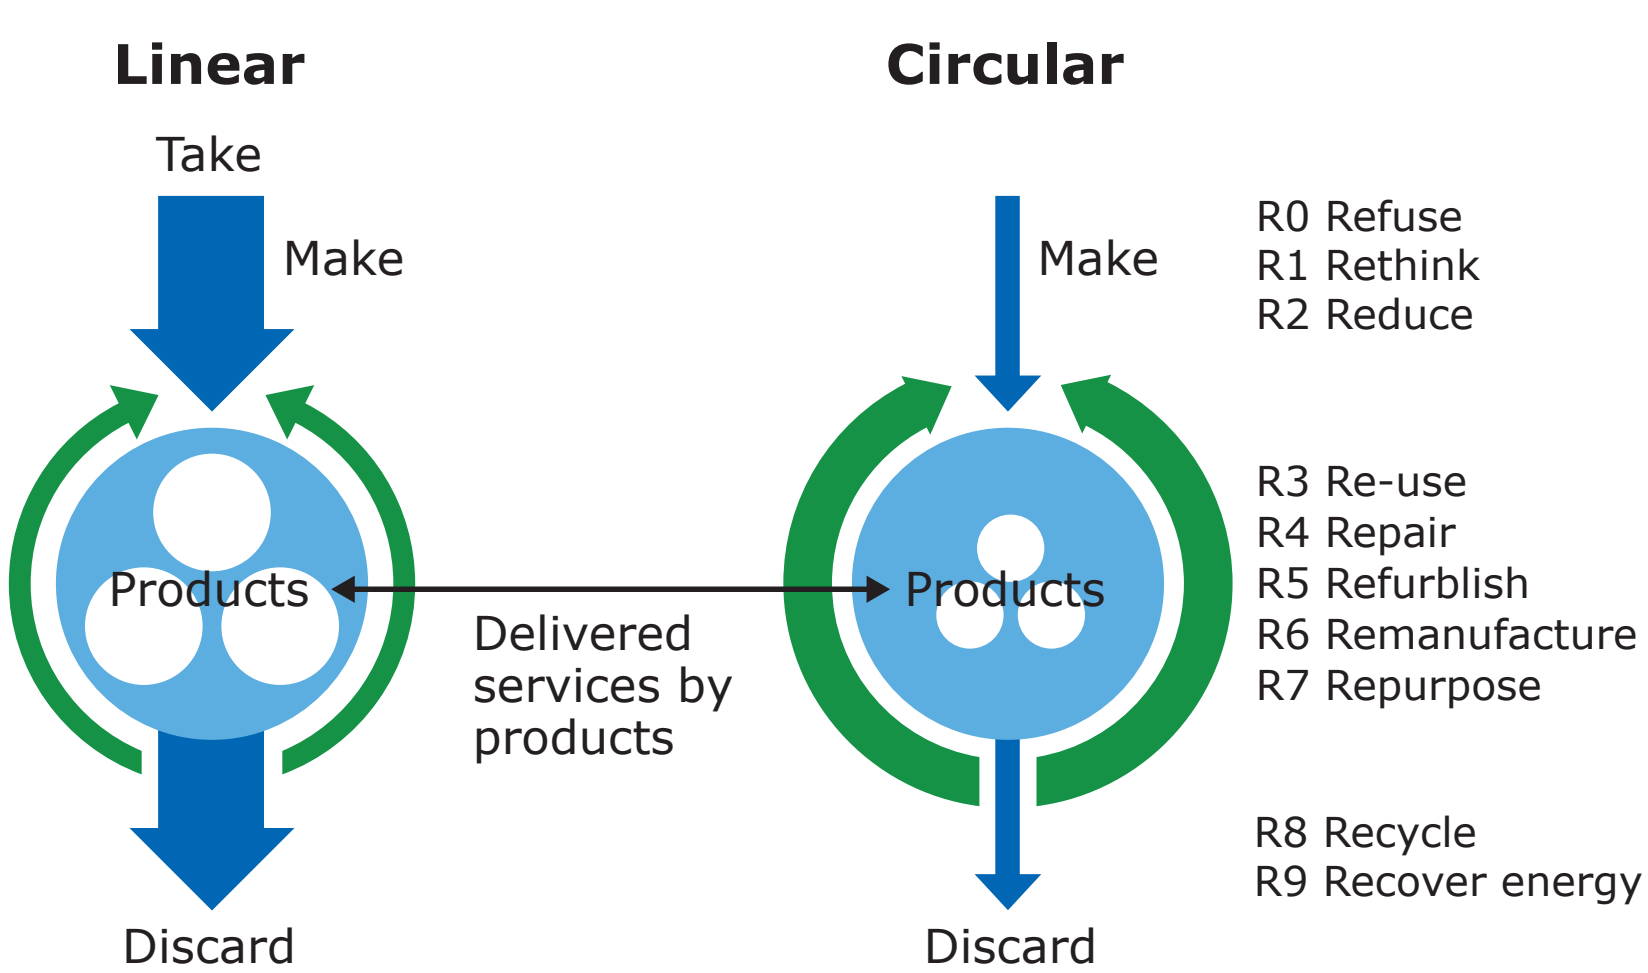 Linear
Take
Make
Products
Discard
Delivered
services by
products
Circular
Make
Products
Discard
R0 Refuse
R1 Rethink
R2 Reduce
R3 Re-use
R4 Repair
R5 Refurblish
R6 Remanufacture
R7 Repurpose
R8 Recycle
R9 Recover energy